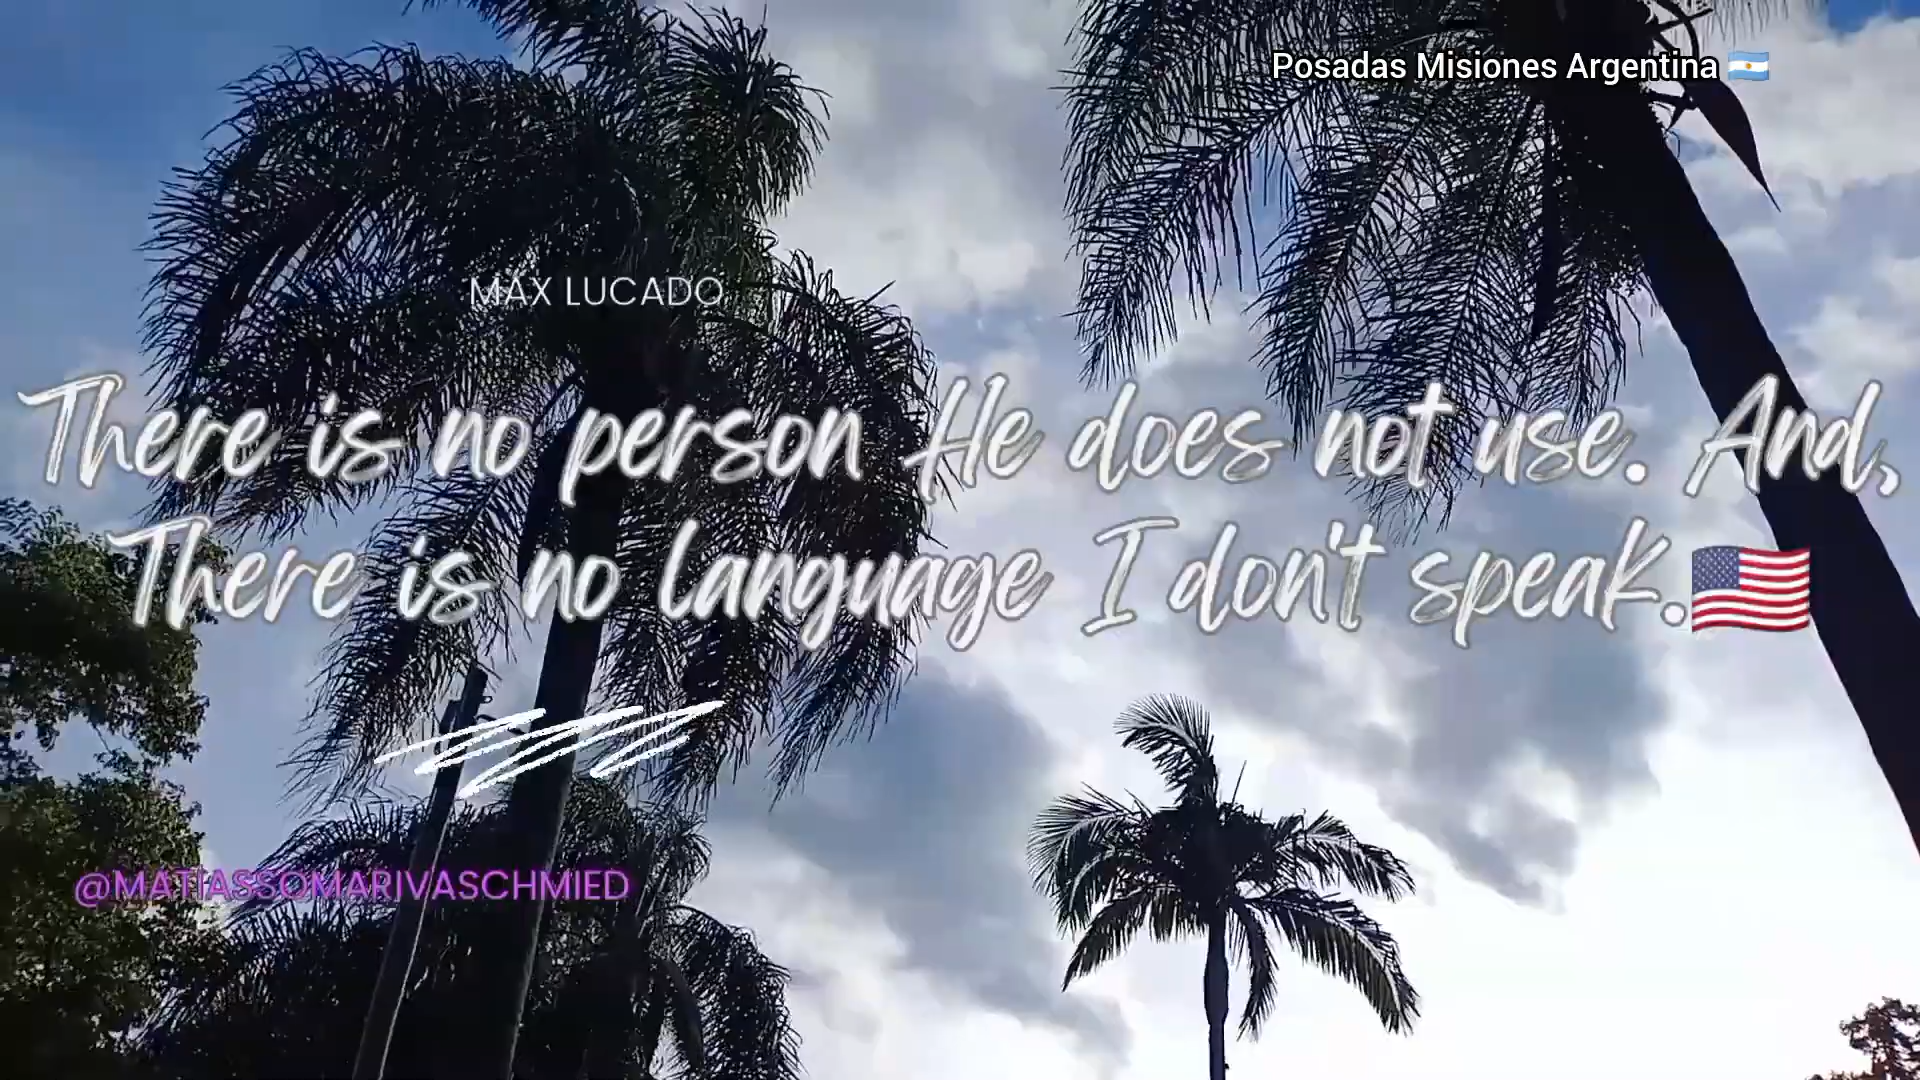 Posadas Misiones Argentina 🇦🇷
MAX LUCADO
There is no person He does not use. And,
There is no language I don't speak.🇺🇸
@MATIASSOMARIVASCHMIED